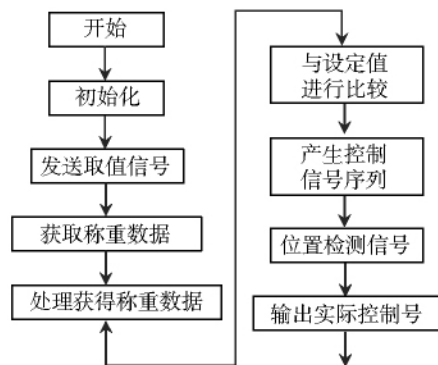 开始
初始化
发送取值信号
获取称重数据
处理获得称重数据
与设定值
进行比较
产生控制
信号序列
位置检测信号
输出实际控制号